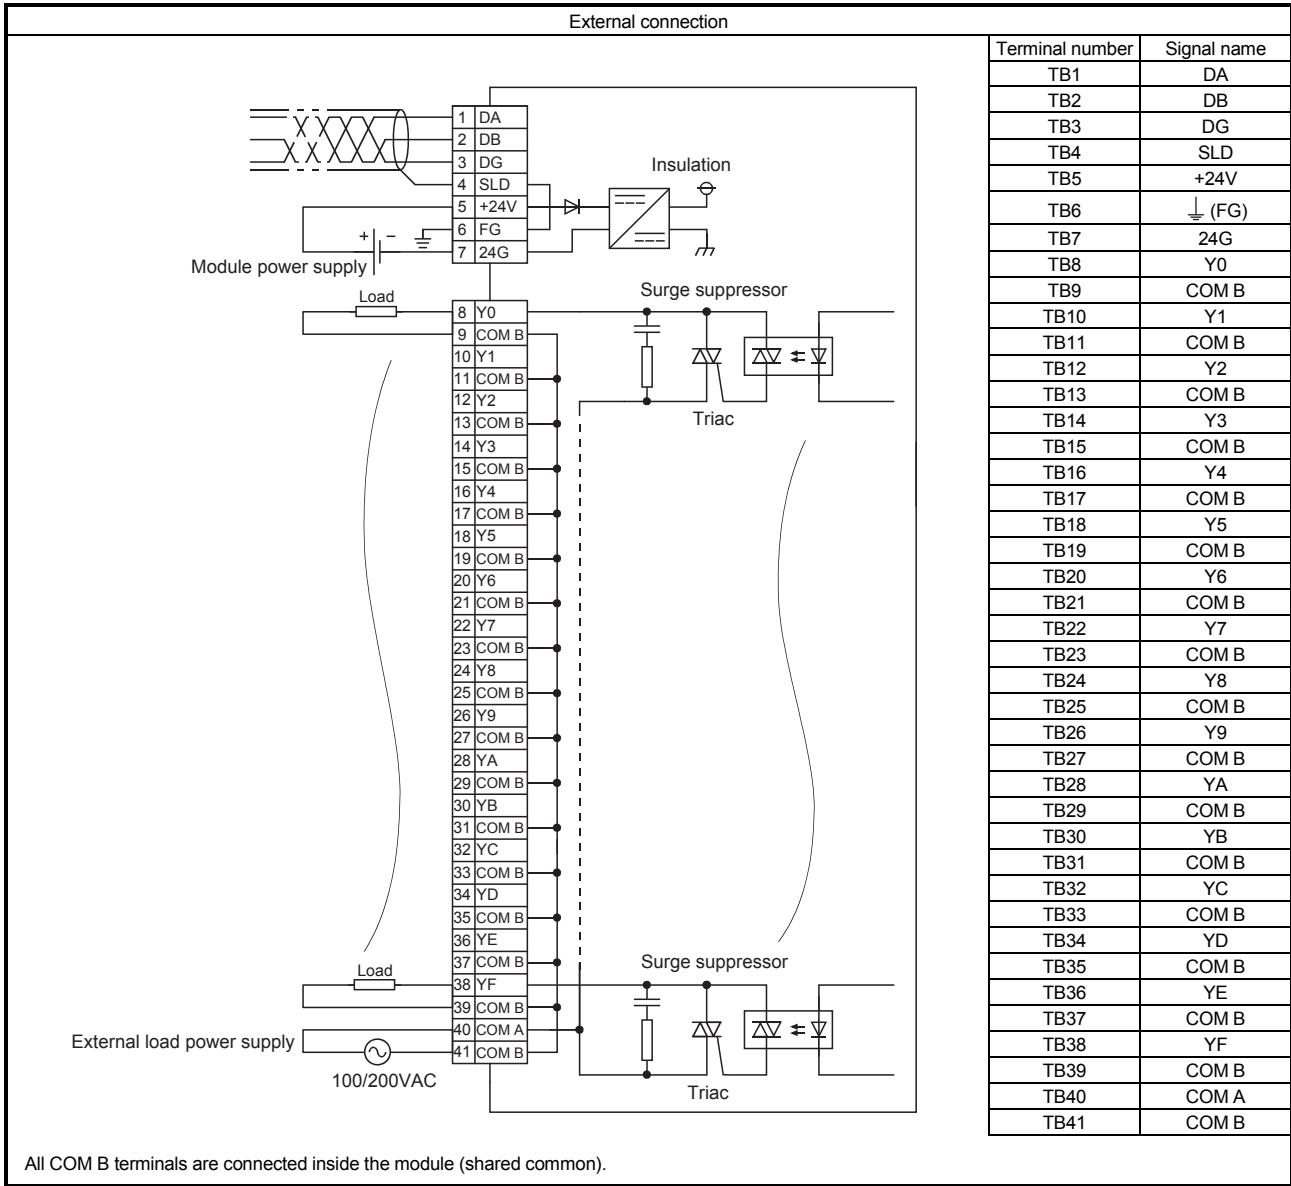 External connection
1 DA
2 DB
3 DG
4 SLD
5 +24V
6 FG
7 24G
Insulation
+ −
Module power supply
Load
Surge suppressor
8 Y0
9 COM B
10 Y1
11 COM B
12 Y2
13 COM B
Triac
14 Y3
15 COM B
16 Y4
17 COM B
18 Y5
19 COM B
20 Y6
21 COM B
22 Y7
23 COM B
24 Y8
25 COM B
26 Y9
27 COM B
28 YA
29 COM B
30 YB
31 COM B
32 YC
33 COM B
34 YD
35 COM B
36 YE
37 COM B
Surge suppressor
Load
38 YF
39 COM B
40 COM A
External load power supply
41 COM B
100/200VAC
Triac
Terminal number Signal name
TB1 DA
TB2 DB
TB3 DG
TB4 SLD
TB5 +24V
TB6 ⏚ (FG)
TB7 24G
TB8 Y0
TB9 COM B
TB10 Y1
TB11 COM B
TB12 Y2
TB13 COM B
TB14 Y3
TB15 COM B
TB16 Y4
TB17 COM B
TB18 Y5
TB19 COM B
TB20 Y6
TB21 COM B
TB22 Y7
TB23 COM B
TB24 Y8
TB25 COM B
TB26 Y9
TB27 COM B
TB28 YA
TB29 COM B
TB30 YB
TB31 COM B
TB32 YC
TB33 COM B
TB34 YD
TB35 COM B
TB36 YE
TB37 COM B
TB38 YF
TB39 COM B
TB40 COM A
TB41 COM B
All COM B terminals are connected inside the module (shared common).